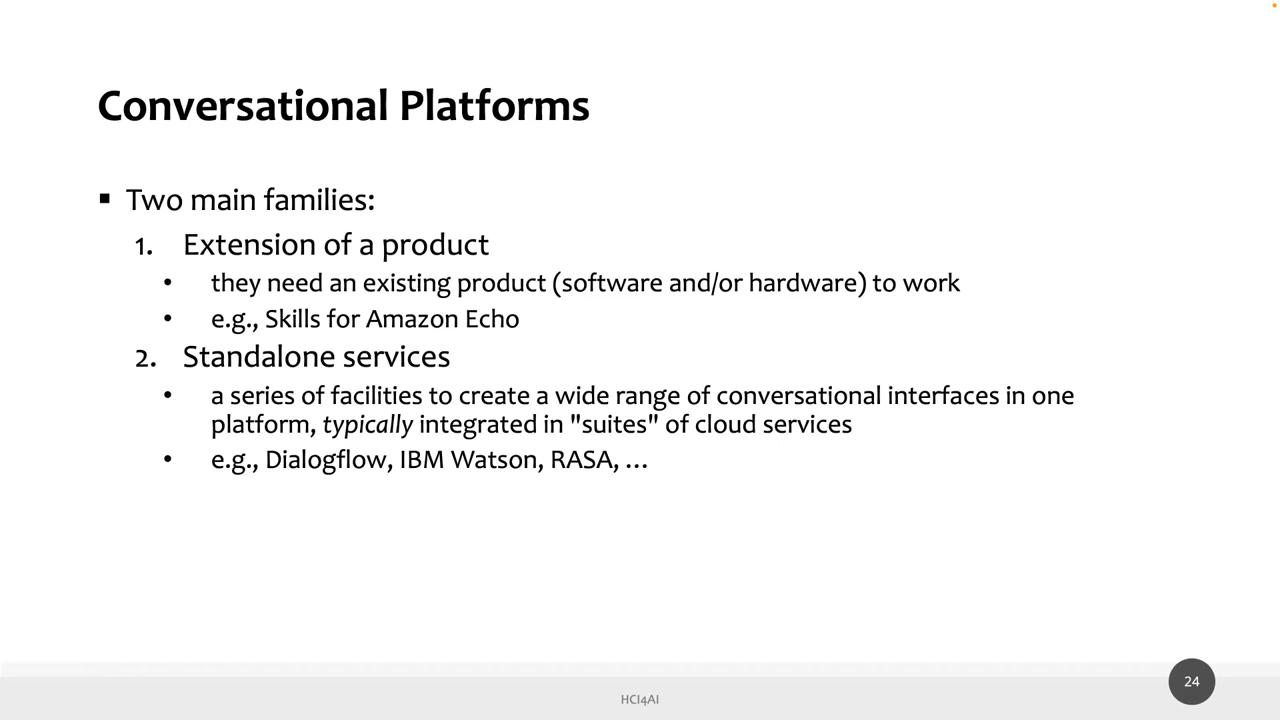 Conversational Platforms
▪ Two main families:
1. Extension of a product
• they need an existing product (software and/or hardware) to work
• e.g., Skills for Amazon Echo
2. Standalone services
• a series of facilities to create a wide range of conversational interfaces in one
platform, typically integrated in "suites" of cloud services
• e.g., Dialogflow, IBM Watson, RASA, …
24
HCI4AI